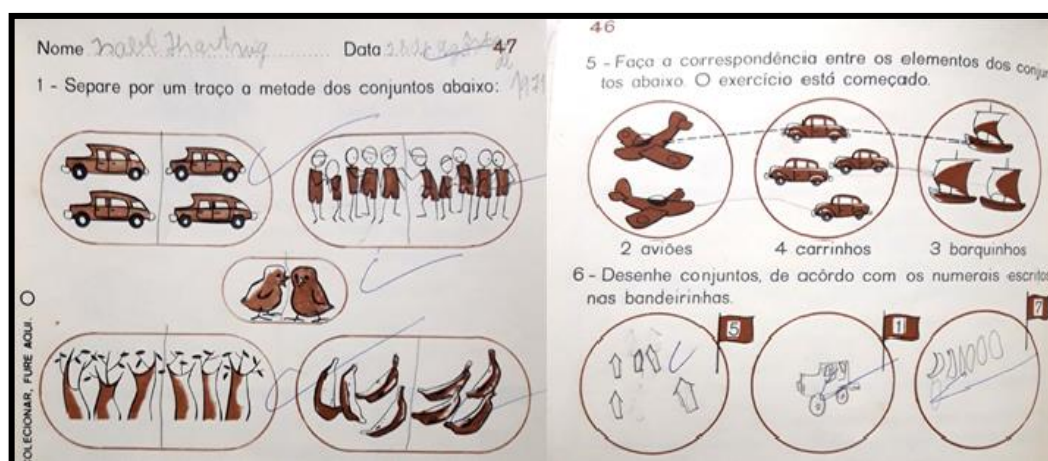 Nome Data 47
1 - Separe por um traço a metade dos conjuntos abaixo:
COLECIONAR, FURE AQUI.
46
5 - Faça a correspondência entre os elementos dos conjun
tos abaixo. O exercício está começado.
2 aviões 4 carrinhos 3 barquinhos
6 - Desenhe conjuntos, de acôrdo com os numerais escritos
nas bandeirinhas.
5 1 7